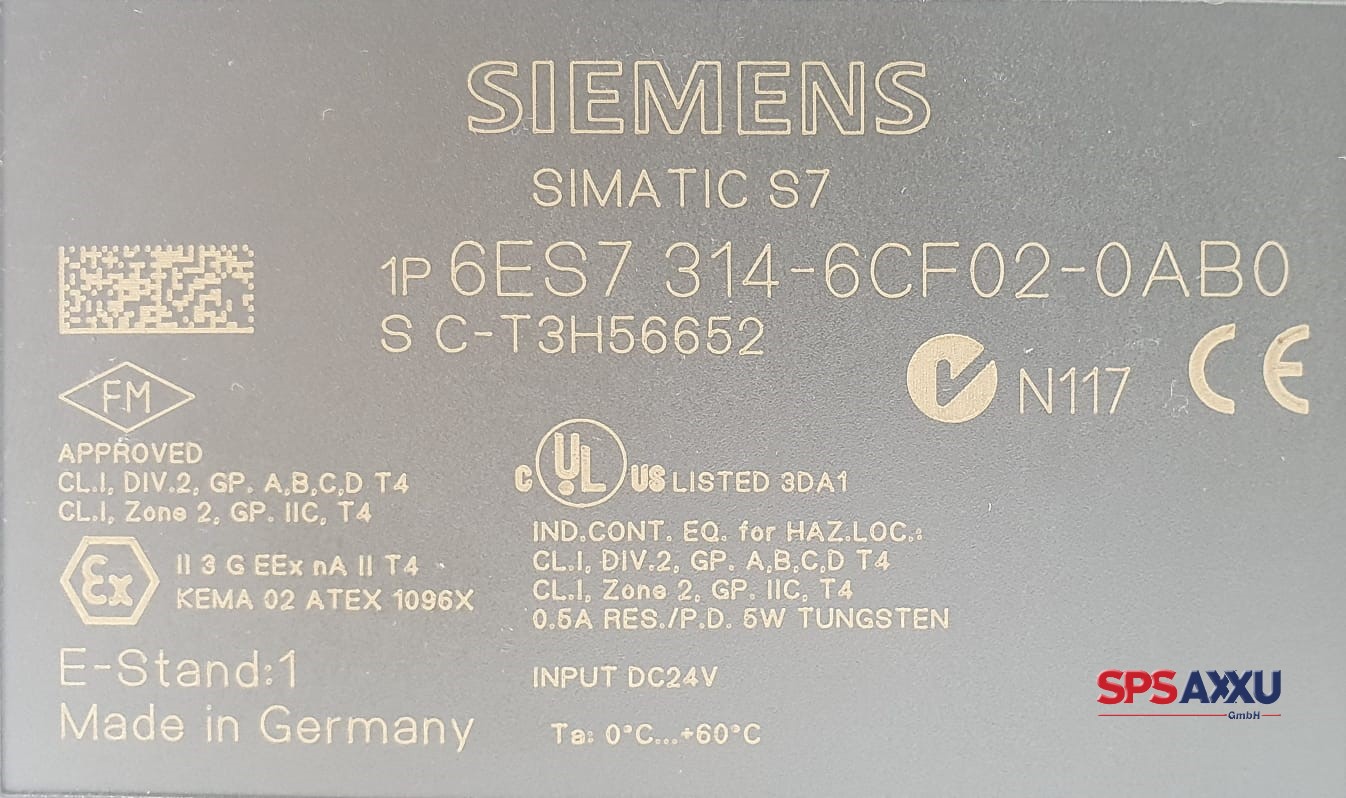 SIEMENS
SIMATIC S7
1P 6ES7 314-6CF02-0AB0
S C-T3H56652
N117 CE
FM
APPROVED
CL.I, DIV.2, GP. A,B,C,D T4
CL.I, Zone 2, GP. IIC, T4
C UL US LISTED 3DA1
IND.CONT. EQ. for HAZ.LOC.:
CL.I, DIV.2, GP. A,B,C,D T4
CL.I, Zone 2, GP. IIC, T4
0.5A RES./P.D. 5W TUNGSTEN
Ex II 3 G EEx nA II T4
KEMA 02 ATEX 1096X
E-Stand:1
Made in Germany
INPUT DC24V
Ta: 0°C...+60°C
SPS AXXU
GmbH